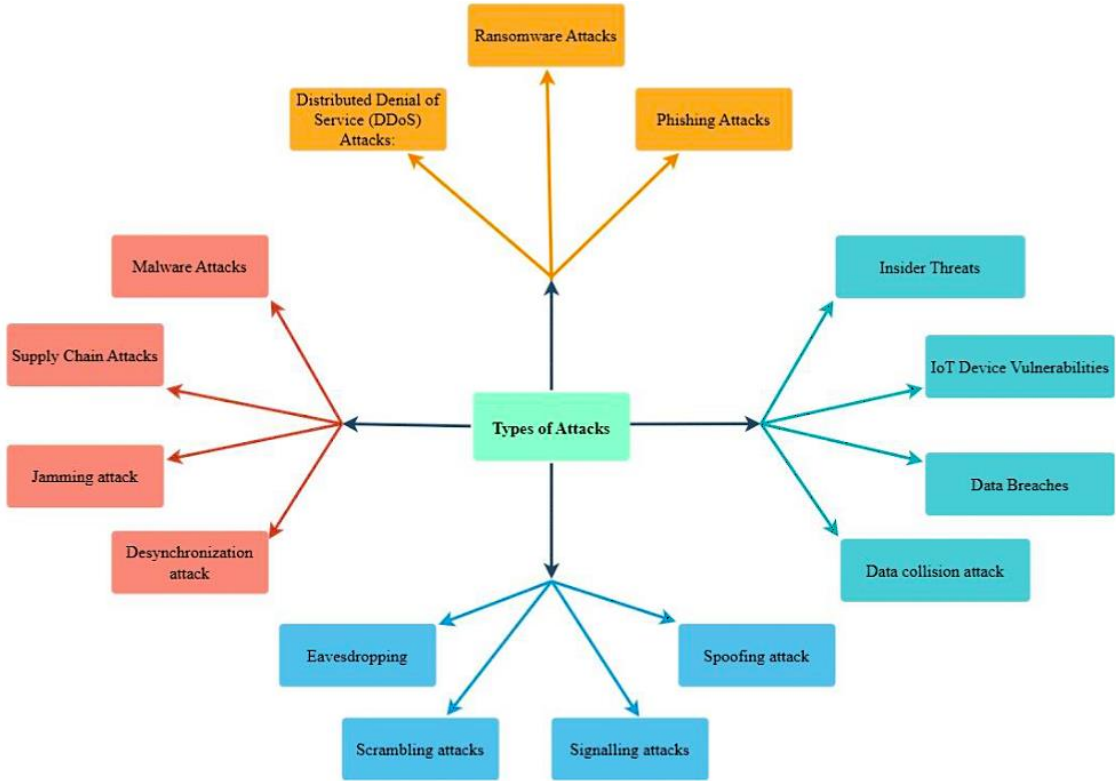 Ransomware Attacks
Distributed Denial of
Service (DDoS)
Attacks:
Phishing Attacks
Malware Attacks
Insider Threats
Supply Chain Attacks
IoT Device Vulnerabilities
Types of Attacks
Jamming attack
Data Breaches
Desynchronization
attack
Data collision attack
Eavesdropping
Spoofing attack
Scrambling attacks
Signalling attacks